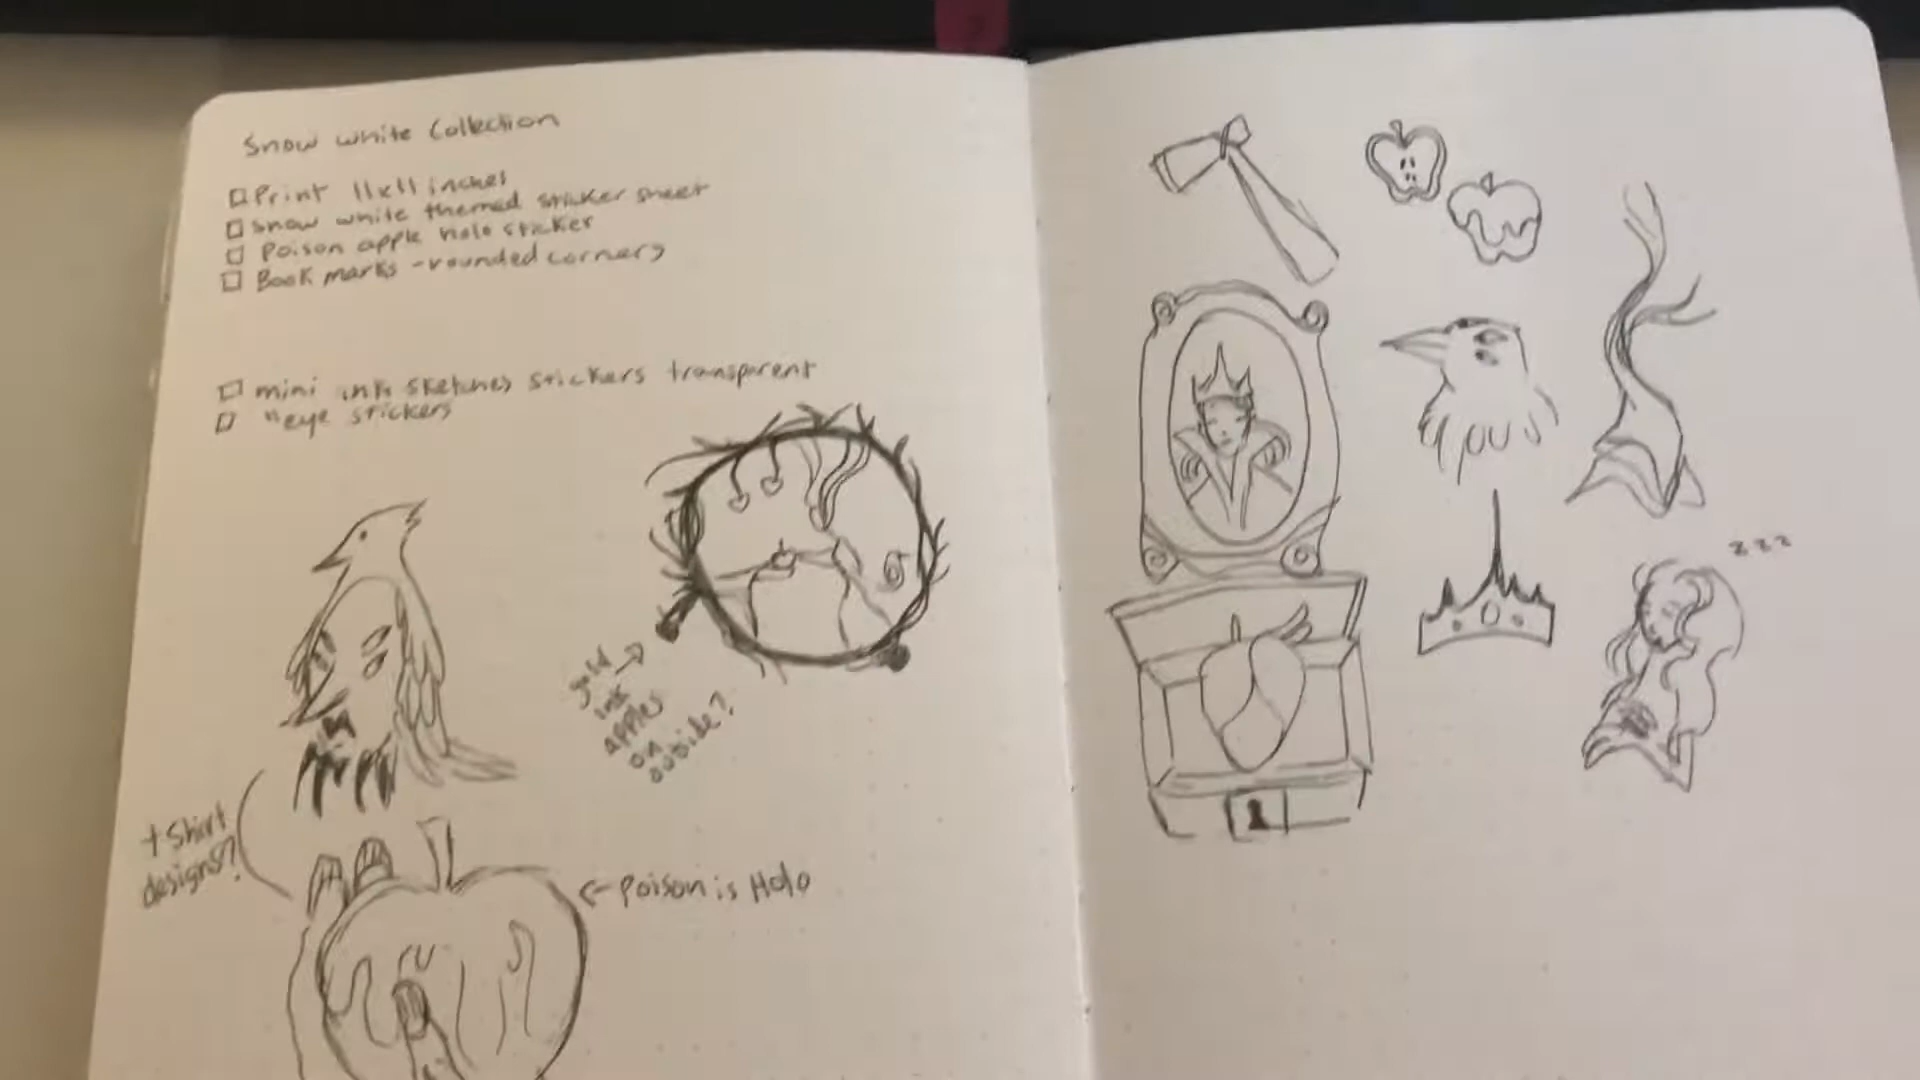 Snow white Collection
Print 11x11 inches
Snow white themed sticker sheet
Poison apple holo sticker
Book marks - rounded corners
mini ink sketches stickers transparent
"eye stickers
gold
ink
apples
on
outside?
t shirt
designs??
<- Poison is Holo
z z z